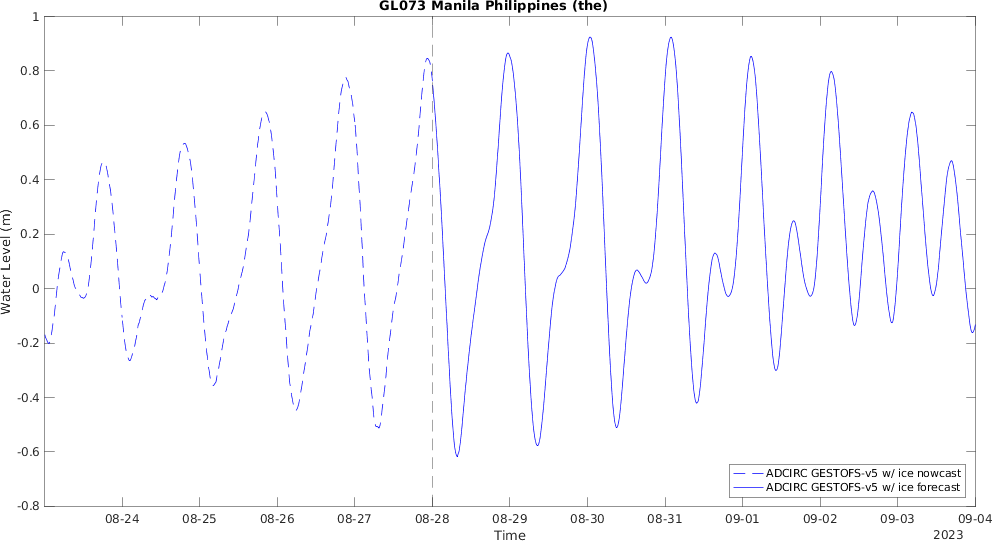 GL073 Manila Philippines (the)
1
0.8
0.6
0.4
0.2
0
-0.2
-0.4
-0.6
-0.8
Water Level (m)
ADCIRC GESTOFS-v5 w/ ice nowcast
ADCIRC GESTOFS-v5 w/ ice forecast
08-24 08-25 08-26 08-27 08-28 08-29 08-30 08-31 09-01 09-02 09-03 09-04
Time
2023